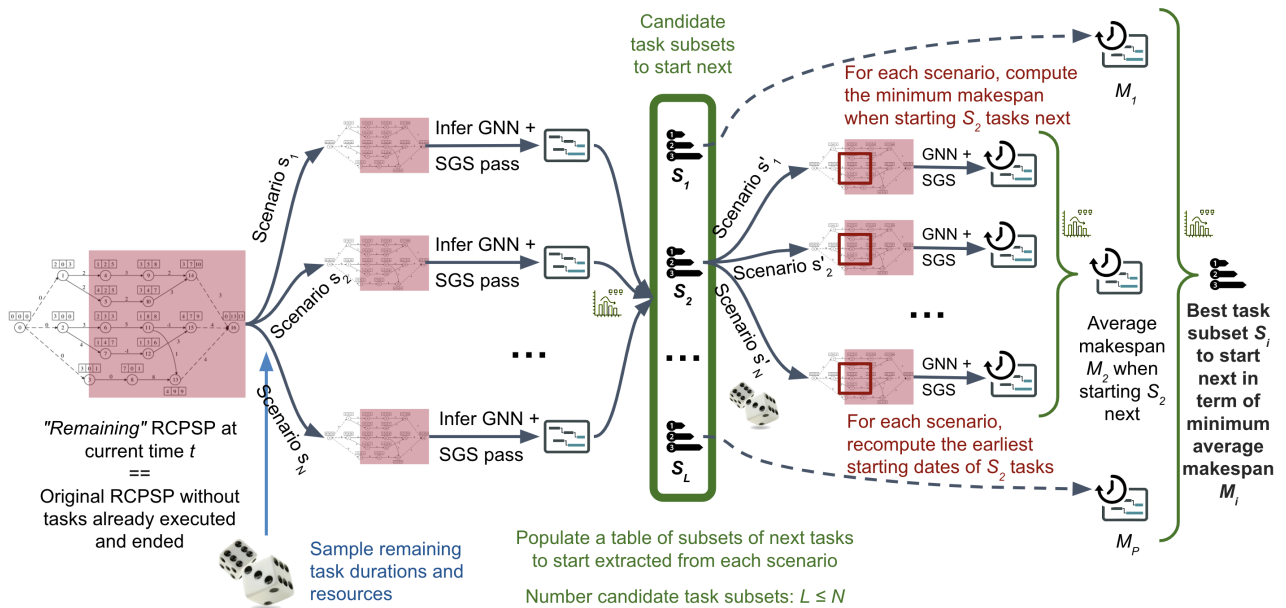 Candidate
task subsets
to start next
For each scenario, compute
the minimum makespan
when starting S2 tasks next
M1
Scenario s1
Infer GNN +
SGS pass
S1
Scenario s'1
GNN +
SGS
Scenario s2
Infer GNN +
SGS pass
S2
Scenario s'2
GNN +
SGS
...
...
...
Scenario sN
Infer GNN +
SGS pass
SL
Scenario s'N
GNN +
SGS
Average
makespan
M2 when
starting S2
next
Best task
subset Si
to start
next in
term of
minimum
average
makespan
Mi
For each scenario,
recompute the earliest
starting dates of S2 tasks
MP
"Remaining" RCPSP at
current time t
==
Original RCPSP without
tasks already executed
and ended
Sample remaining
task durations and
resources
Populate a table of subsets of next tasks
to start extracted from each scenario
Number candidate task subsets: L ≤ N